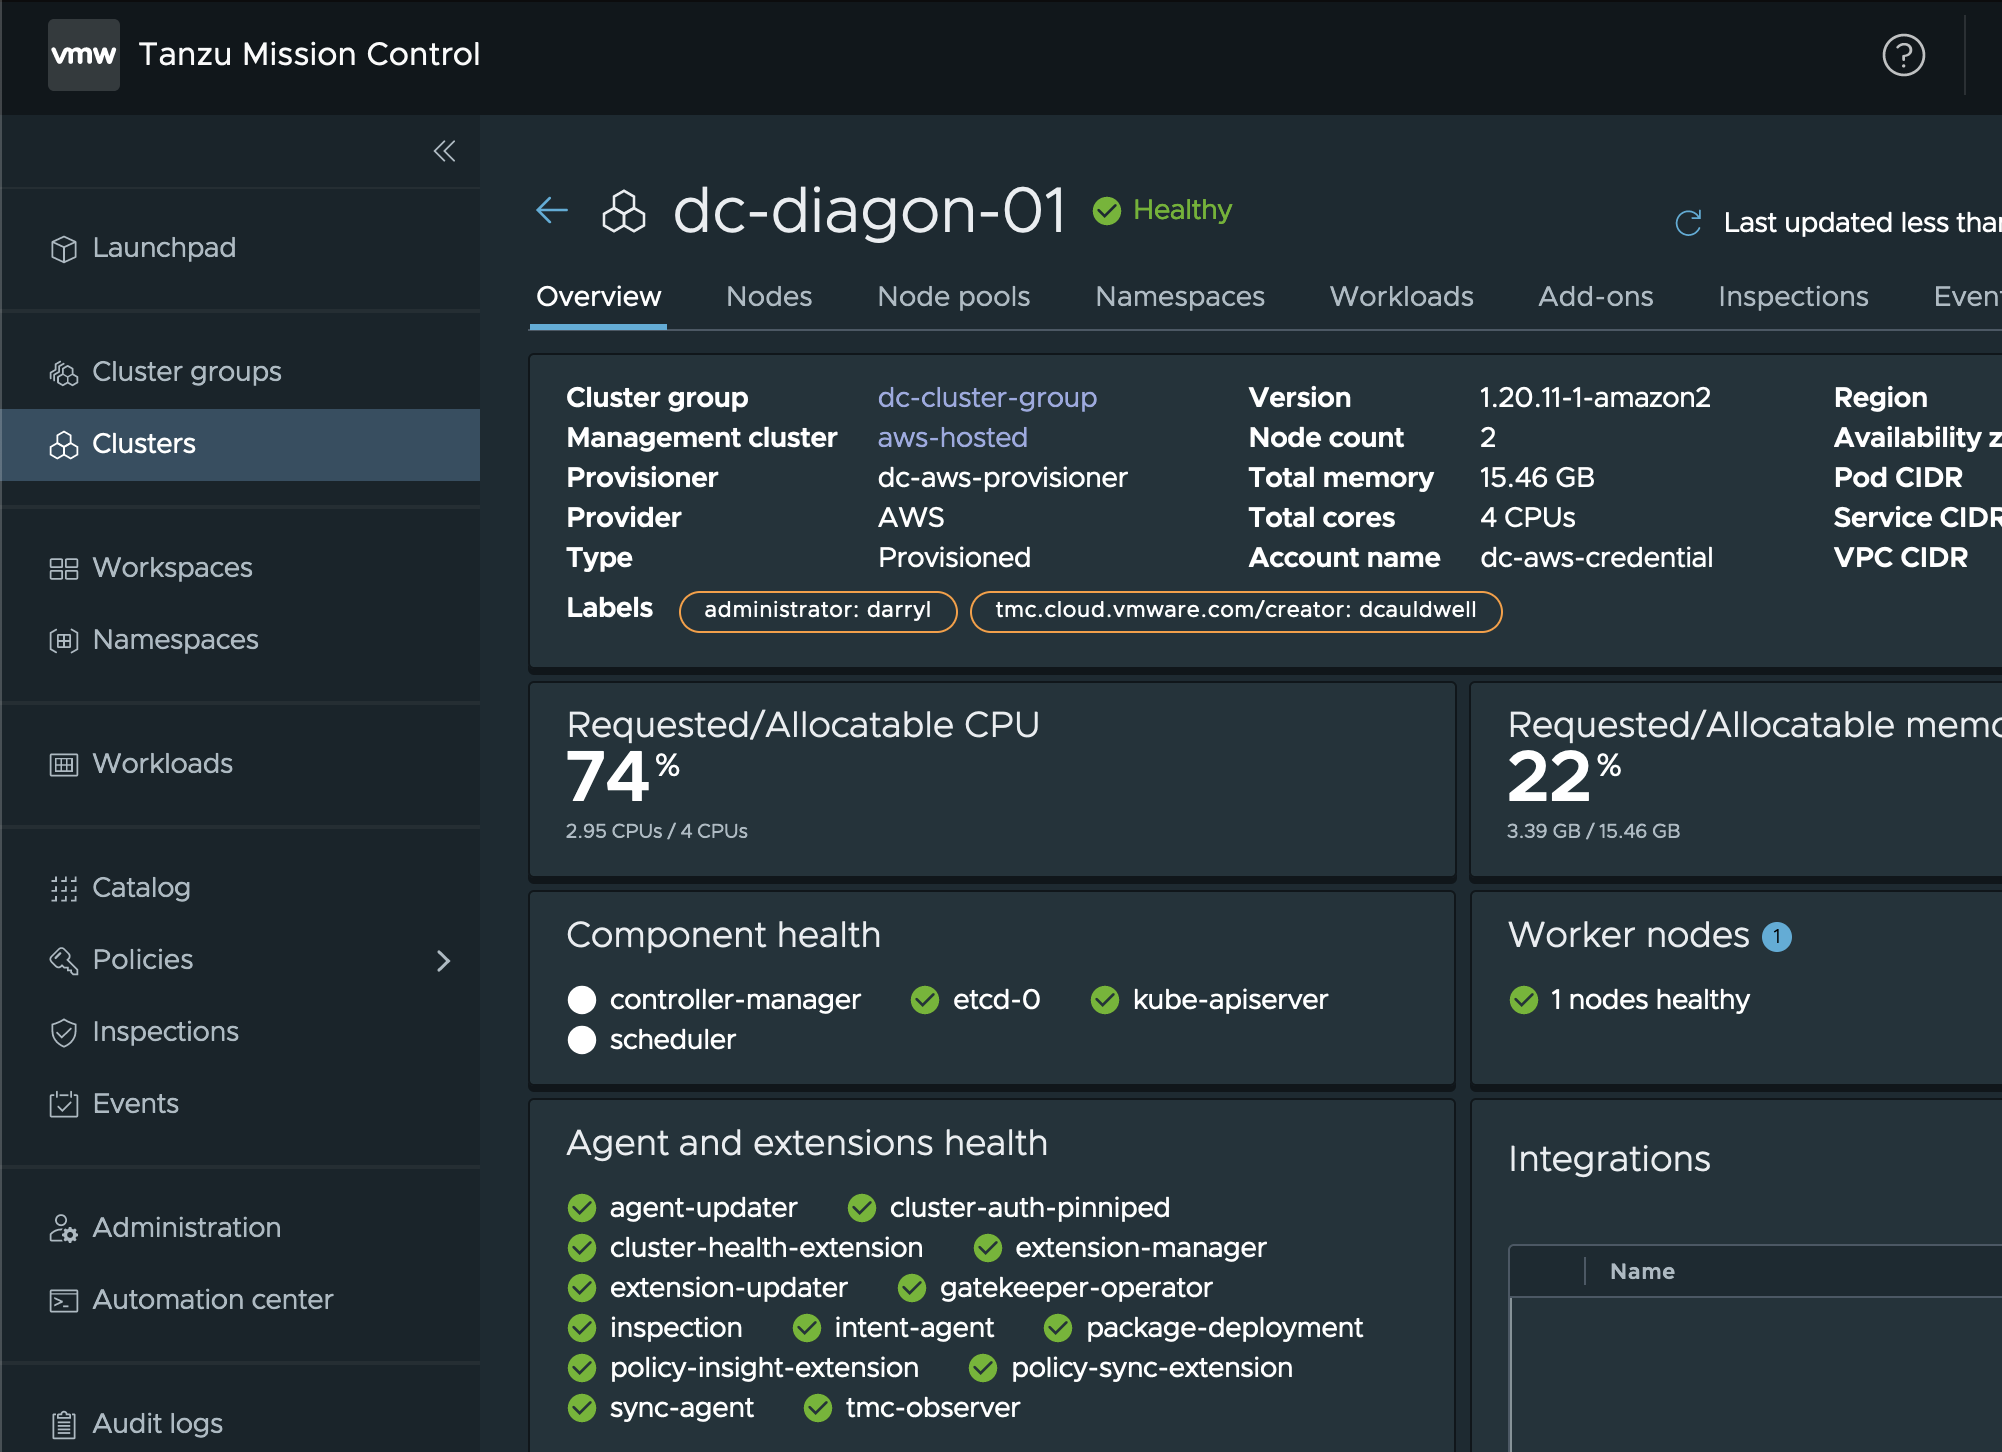 vmw Tanzu Mission Control
?
Launchpad
Cluster groups
Clusters
Workspaces
Namespaces
Workloads
Catalog
Policies
Inspections
Events
Administration
Automation center
Audit logs
dc-diagon-01 Healthy
Last updated less than
Overview Nodes Node pools Namespaces Workloads Add-ons Inspections Event
Cluster group dc-cluster-group Version 1.20.11-1-amazon2 Region
Management cluster aws-hosted Node count 2 Availability z
Provisioner dc-aws-provisioner Total memory 15.46 GB Pod CIDR
Provider AWS Total cores 4 CPUs Service CIDR
Type Provisioned Account name dc-aws-credential VPC CIDR
Labels administrator: darryl tmc.cloud.vmware.com/creator: dcauldwell
Requested/Allocatable CPU
74%
2.95 CPUs / 4 CPUs
Requested/Allocatable memo
22%
3.39 GB / 15.46 GB
Component health
controller-manager etcd-0 kube-apiserver
scheduler
Worker nodes 1
1 nodes healthy
Agent and extensions health
agent-updater cluster-auth-pinniped
cluster-health-extension extension-manager
extension-updater gatekeeper-operator
inspection intent-agent package-deployment
policy-insight-extension policy-sync-extension
sync-agent tmc-observer
Integrations
Name